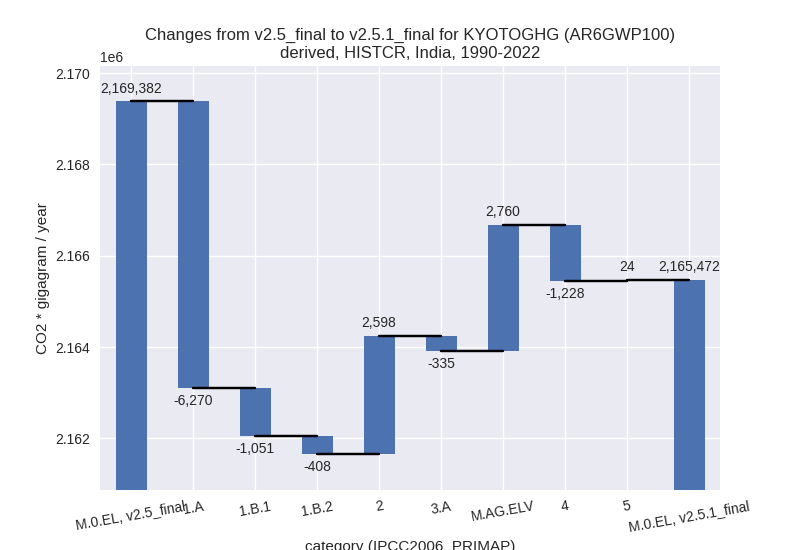 Changes from v2.5_final to v2.5.1_final for KYOTOGHG (AR6GWP100)
derived, HISTCR, India, 1990-2022
1e6
2.170
2.168
2.166
2.164
2.162
CO2 * gigagram / year
2,169,382
-6,270
-1,051
-408
2,598
-335
2,760
-1,228
24
2,165,472
M.0.EL, v2.5_final
1.A
1.B.1
1.B.2
2
3.A
M.AG.ELV
4
5
M.0.EL, v2.5.1_final
category (IPCC2006_PRIMAP)